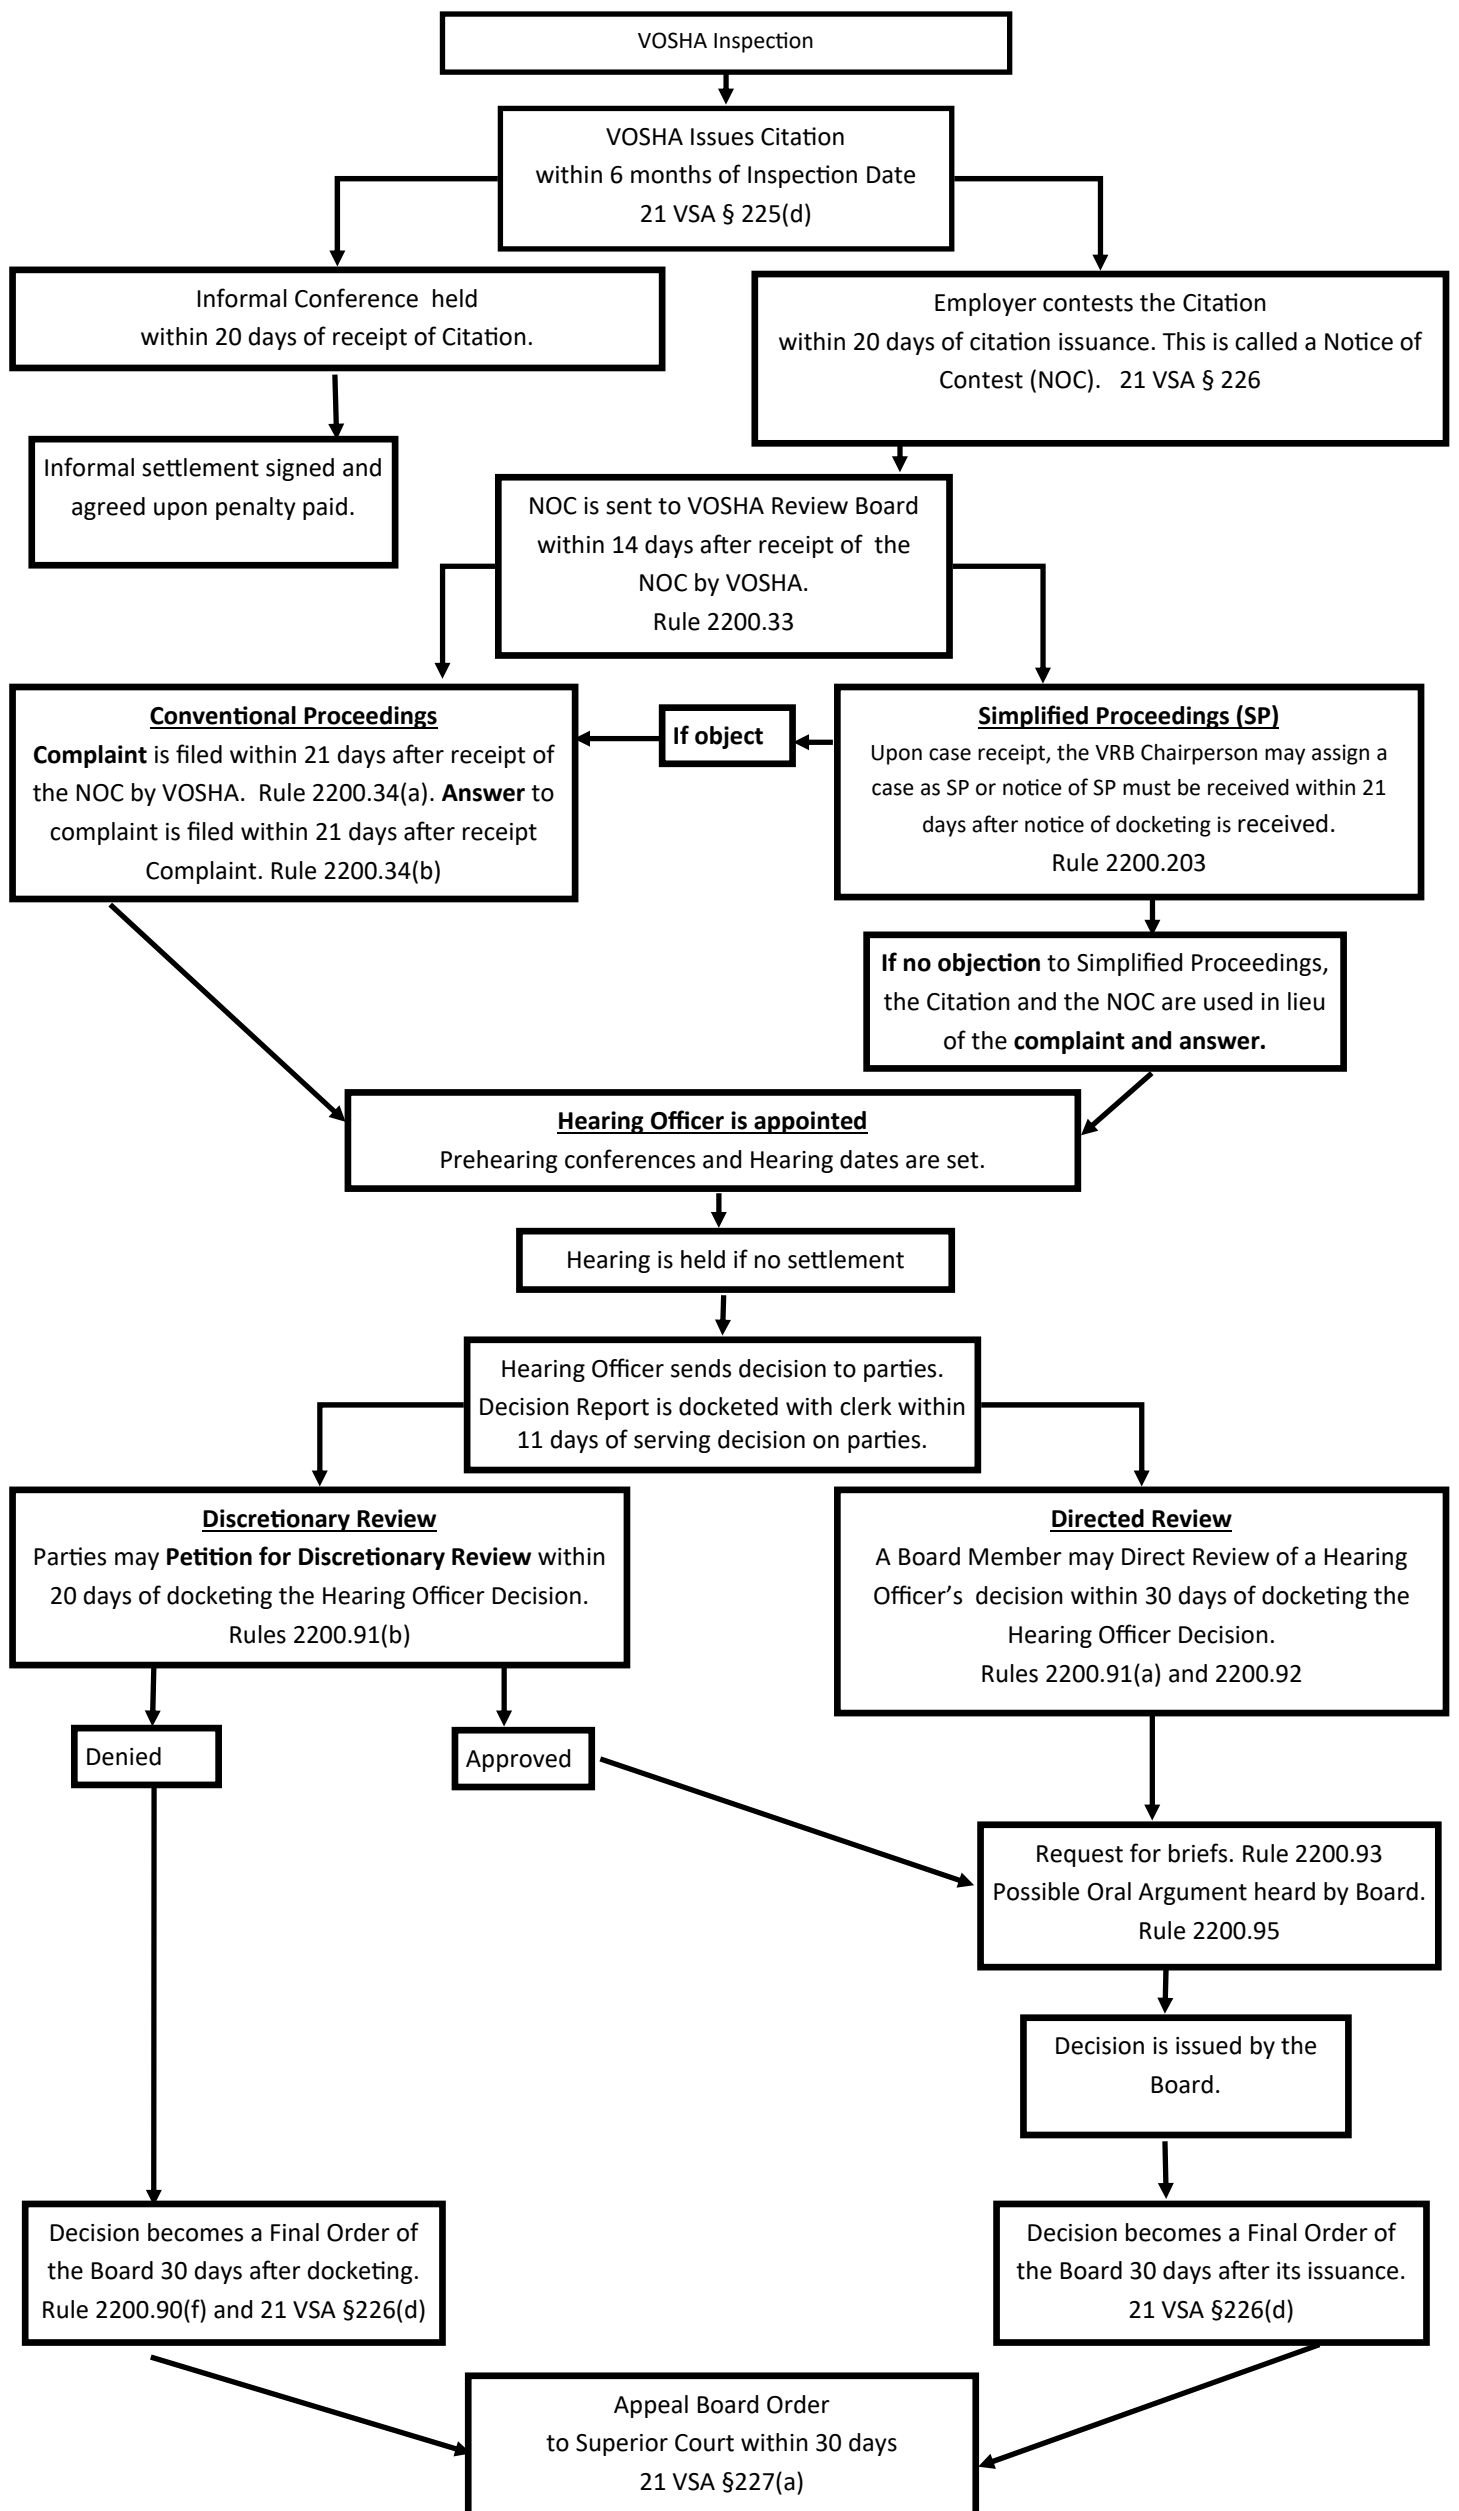 VOSHA Inspection
VOSHA Issues Citation
within 6 months of Inspection Date
21 VSA § 225(d)
Informal Conference held
within 20 days of receipt of Citation.
Employer contests the Citation
within 20 days of citation issuance. This is called a Notice of
Contest (NOC). 21 VSA § 226
Informal settlement signed and
agreed upon penalty paid.
NOC is sent to VOSHA Review Board
within 14 days after receipt of the
NOC by VOSHA.
Rule 2200.33
Conventional Proceedings
Complaint is filed within 21 days after receipt of
the NOC by VOSHA. Rule 2200.34(a). Answer to
complaint is filed within 21 days after receipt
Complaint. Rule 2200.34(b)
If object
Simplified Proceedings (SP)
Upon case receipt, the VRB Chairperson may assign a
case as SP or notice of SP must be received within 21
days after notice of docketing is received.
Rule 2200.203
If no objection to Simplified Proceedings,
the Citation and the NOC are used in lieu
of the complaint and answer.
Hearing Officer is appointed
Prehearing conferences and Hearing dates are set.
Hearing is held if no settlement
Hearing Officer sends decision to parties.
Decision Report is docketed with clerk within
11 days of serving decision on parties.
Discretionary Review
Parties may Petition for Discretionary Review within
20 days of docketing the Hearing Officer Decision.
Rules 2200.91(b)
Directed Review
A Board Member may Direct Review of a Hearing
Officer’s decision within 30 days of docketing the
Hearing Officer Decision.
Rules 2200.91(a) and 2200.92
Denied
Approved
Request for briefs. Rule 2200.93
Possible Oral Argument heard by Board.
Rule 2200.95
Decision is issued by the
Board.
Decision becomes a Final Order of
the Board 30 days after docketing.
Rule 2200.90(f) and 21 VSA §226(d)
Decision becomes a Final Order of
the Board 30 days after its issuance.
21 VSA §226(d)
Appeal Board Order
to Superior Court within 30 days
21 VSA §227(a)